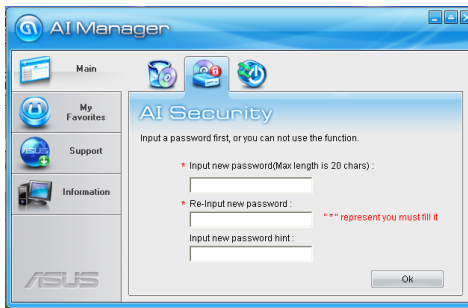 AI Manager
Main
My
Favorites
Support
Information
ASUS
AI Security
Input a password first, or you can not use the function.
* Input new password(Max length is 20 chars) :
* Re-Input new password :
" * " represent you must fill it
Input new password hint :
Ok